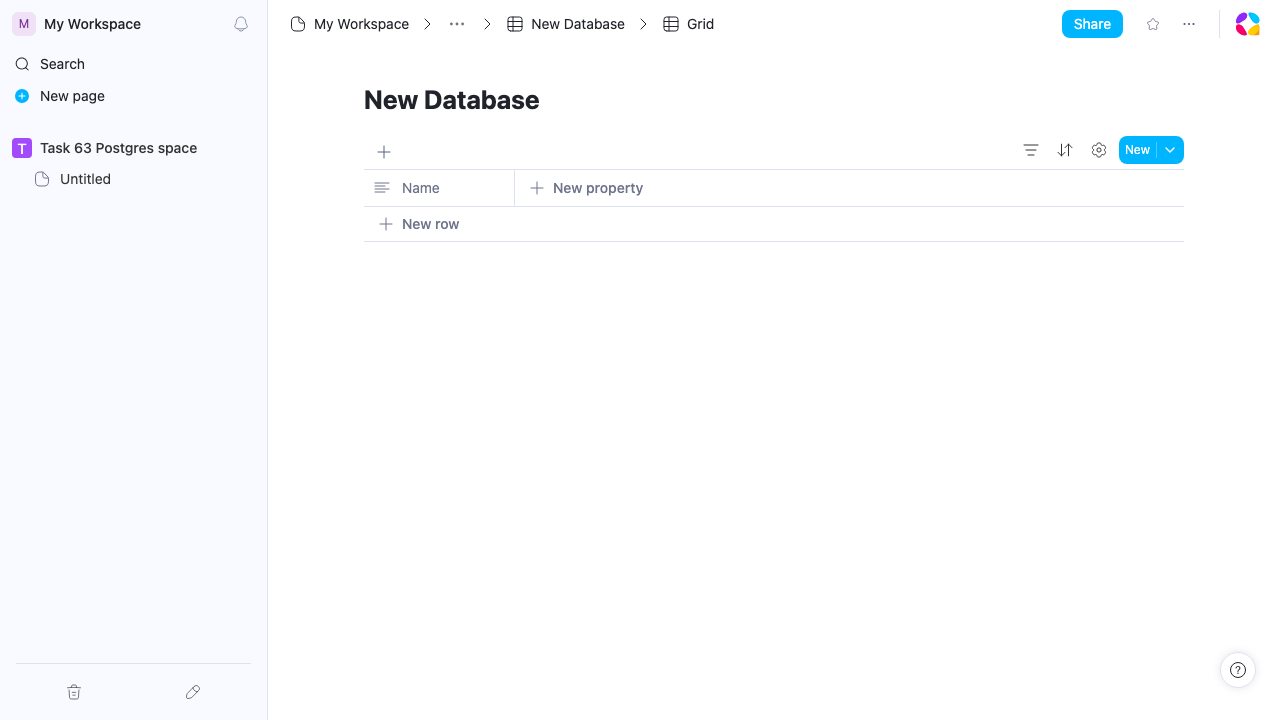 M My Workspace
Search
New page
T Task 63 Postgres space
Untitled
My Workspace > ··· > New Database > Grid
Share
New Database
New
Name
New property
New row
?